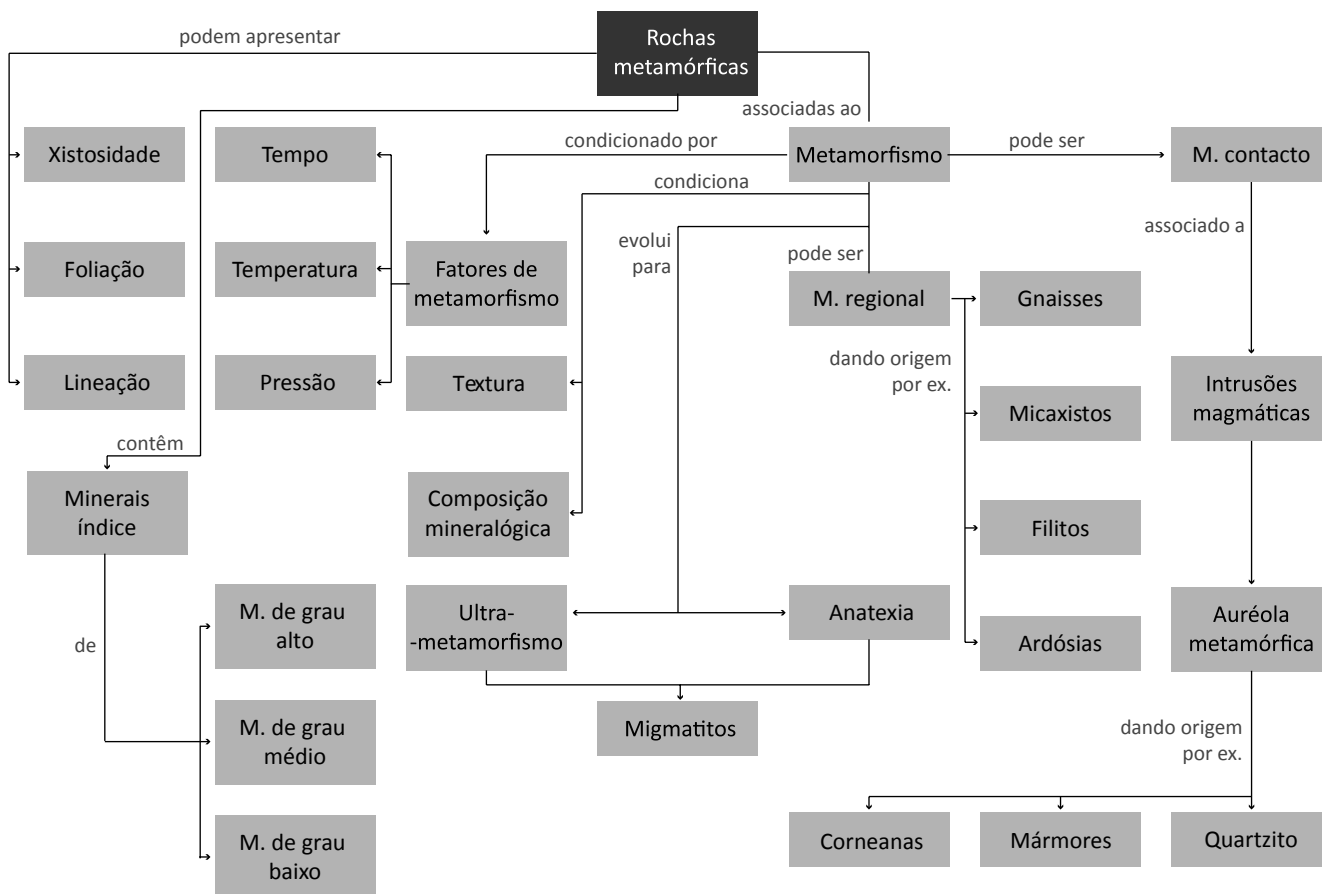 podem apresentar
Rochas
metamórficas
associadas ao
Xistosidade
Tempo
condicionado por
Metamorfismo
pode ser
M. contacto
condiciona
associado a
evolui
para
pode ser
Foliação
Temperatura
Fatores de
metamorfismo
M. regional
Gnaisses
Lineação
Pressão
Textura
dando origem
por ex.
Micaxistos
Intrusões
magmáticas
contêm
Minerais
índice
Composição
mineralógica
Filitos
M. de grau
alto
Ultra-
-metamorfismo
Anatexia
Ardósias
Auréola
metamórfica
de
M. de grau
médio
Migmatitos
dando origem
por ex.
M. de grau
baixo
Corneanas
Mármores
Quartzito